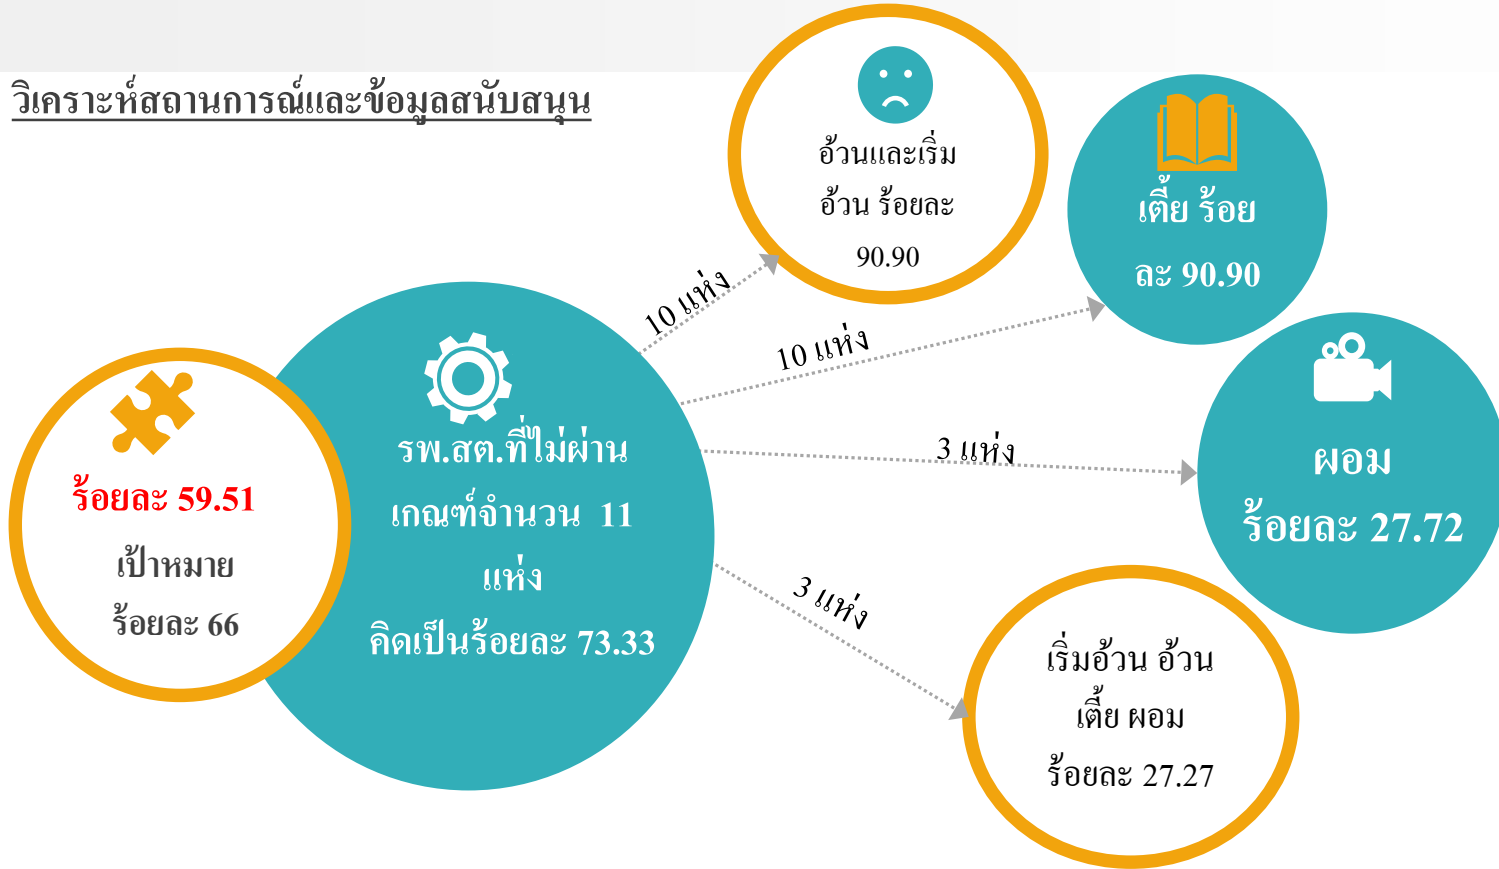 วิเคราะห์สถานการณ์และข้อมูลสนับสนุน
อ้วนและเริ่ม
อ้วน ร้อยละ
90.90
เตี้ย ร้อย
ละ 90.90
10 แห่ง
10 แห่ง
3 แห่ง
3 แห่ง
ร้อยละ 59.51
เป้าหมาย
ร้อยละ 66
รพ.สต.ที่ไม่ผ่าน
เกณฑ์จำนวน 11
แห่ง
คิดเป็นร้อยละ 73.33
ผอม
ร้อยละ 27.72
เริ่มอ้วน อ้วน
เตี้ย ผอม
ร้อยละ 27.27